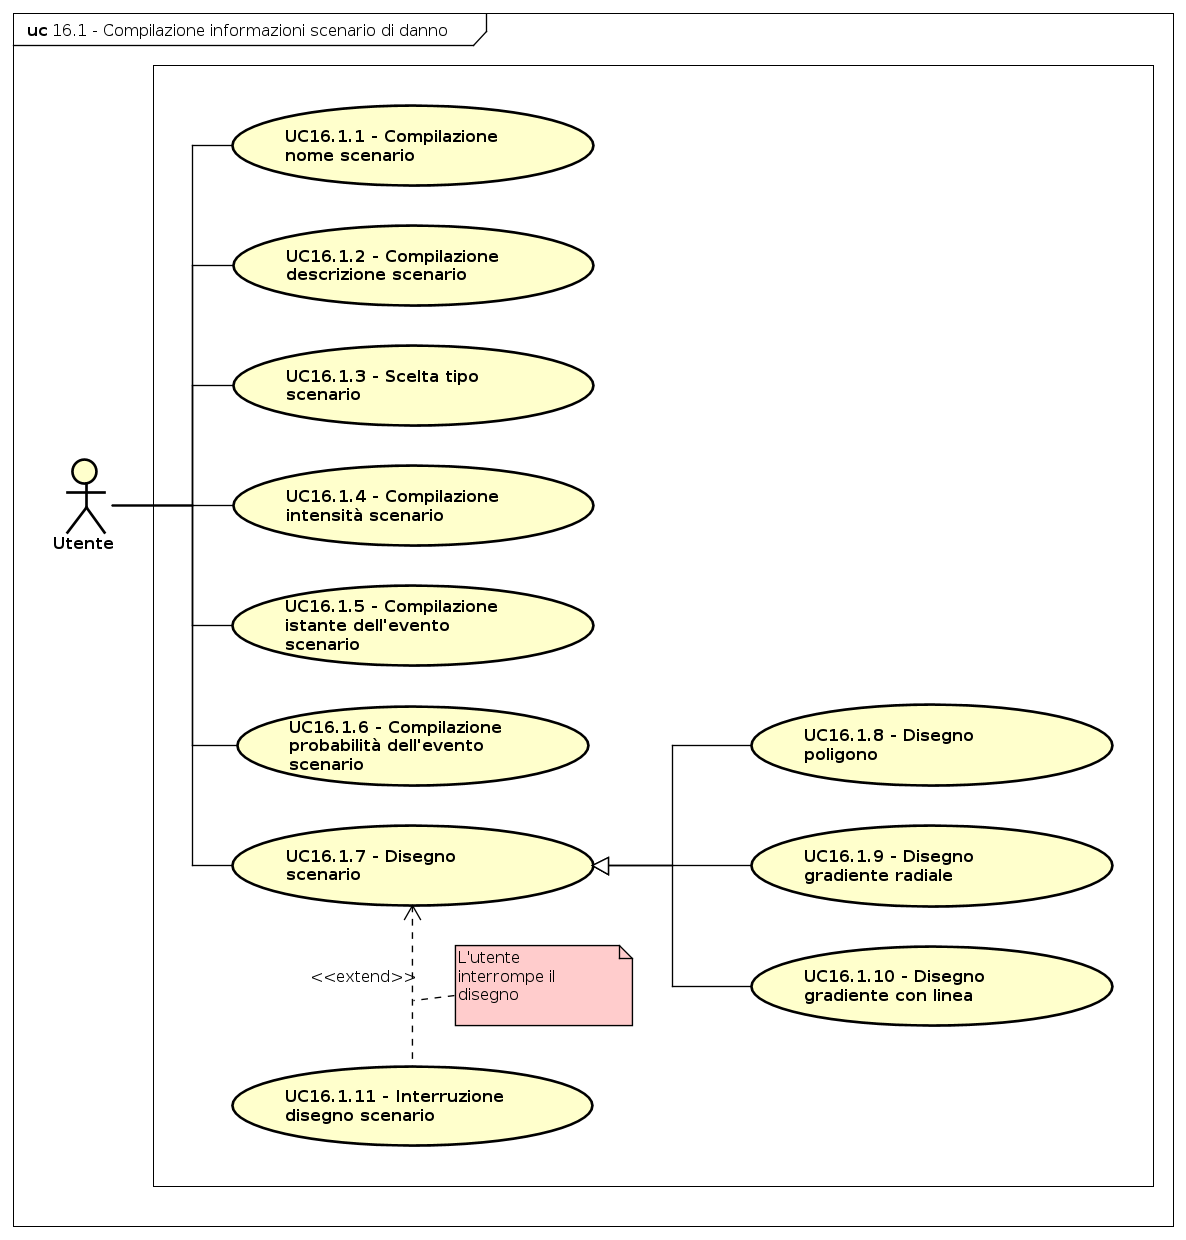 uc 16.1 - Compilazione informazioni scenario di danno
UC16.1.1 - Compilazione
nome scenario
UC16.1.2 - Compilazione
descrizione scenario
UC16.1.3 - Scelta tipo
scenario
UC16.1.4 - Compilazione
intensità scenario
Utente
UC16.1.5 - Compilazione
istante dell'evento
scenario
UC16.1.6 - Compilazione
probabilità dell'evento
scenario
UC16.1.8 - Disegno
poligono
UC16.1.7 - Disegno
scenario
UC16.1.9 - Disegno
gradiente radiale
<<extend>>
L'utente
interrompe il
disegno
UC16.1.10 - Disegno
gradiente con linea
UC16.1.11 - Interruzione
disegno scenario